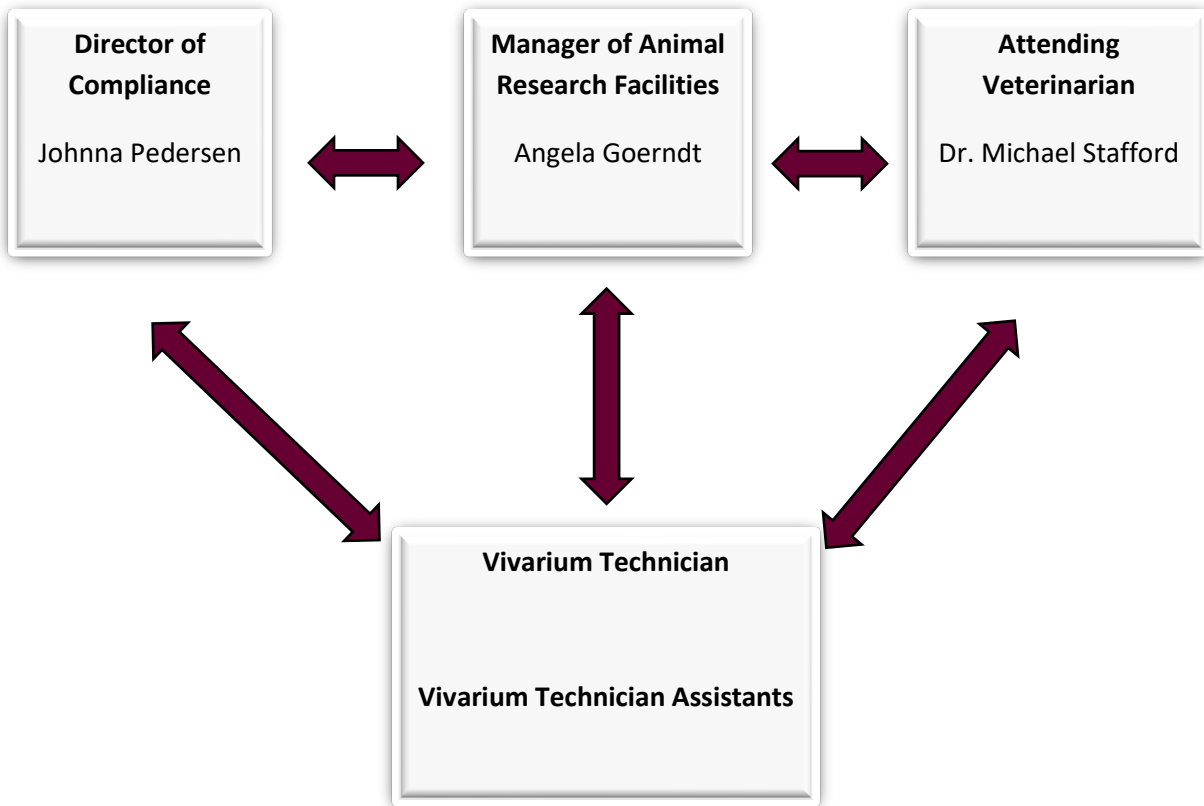 Director of
Compliance
Johnna Pedersen
Manager of Animal
Research Facilities
Angela Goerndt
Attending
Veterinarian
Dr. Michael Stafford
Vivarium Technician
Vivarium Technician Assistants